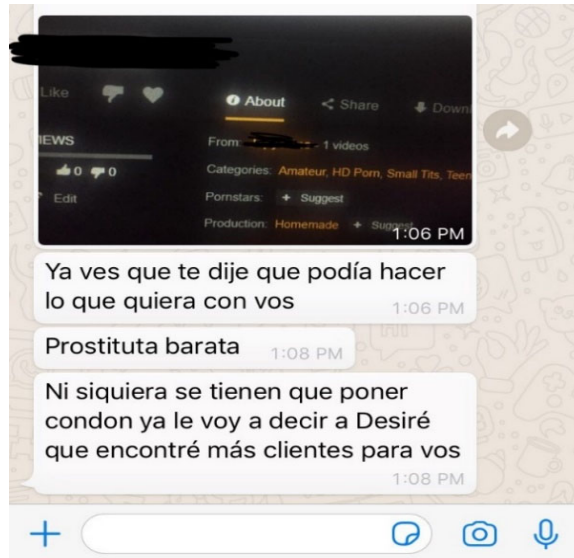 Like
About
Share
Downl
IEWS
From:
1 videos
0 0
Categories: Amateur, HD Porn, Small Tits, Teen
Edit
Pornstars: + Suggest
Production: Homemade + Suggest
1:06 PM
Ya ves que te dije que podía hacer
lo que quiera con vos
1:06 PM
Prostituta barata 1:08 PM
Ni siquiera se tienen que poner
condon ya le voy a decir a Desiré
que encontré más clientes para vos
1:08 PM